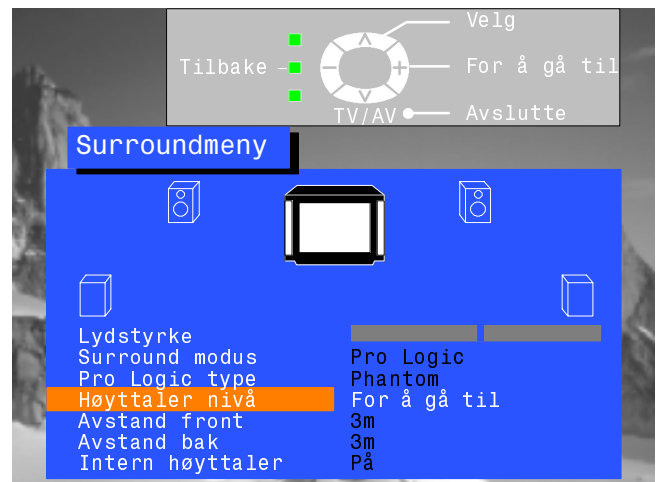 Velg
Tilbake
For å gå til
TV/AV
Avslutte
Surroundmeny
Lydstyrke
Surround modus Pro Logic
Pro Logic type Phantom
Høyttaler nivå For å gå til
Avstand front 3m
Avstand bak 3m
Intern høyttaler På